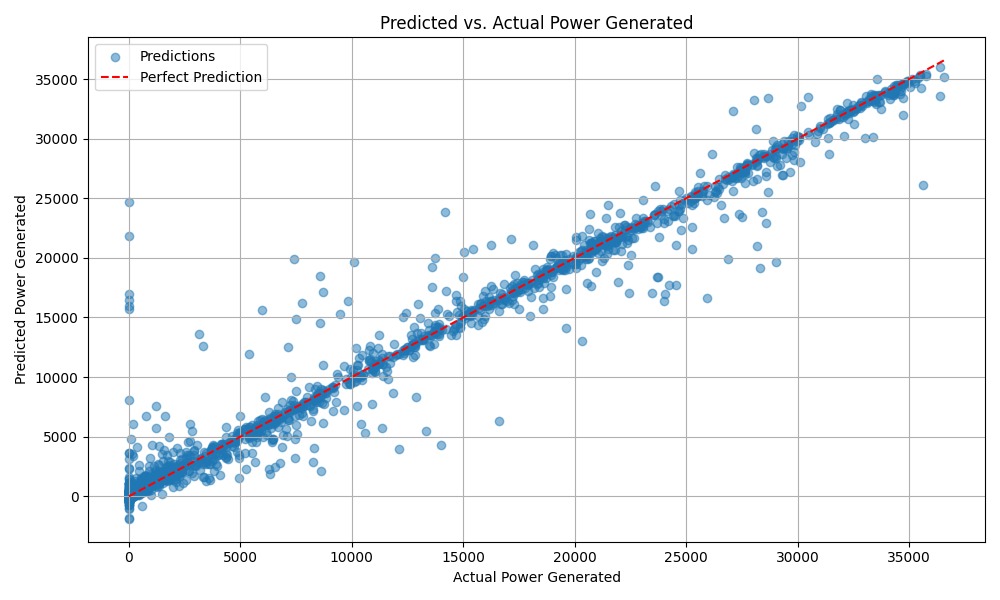 Predicted vs. Actual Power Generated
Predictions
Perfect Prediction
Predicted Power Generated
35000
30000
25000
20000
15000
10000
5000
0
0 5000 10000 15000 20000 25000 30000 35000
Actual Power Generated